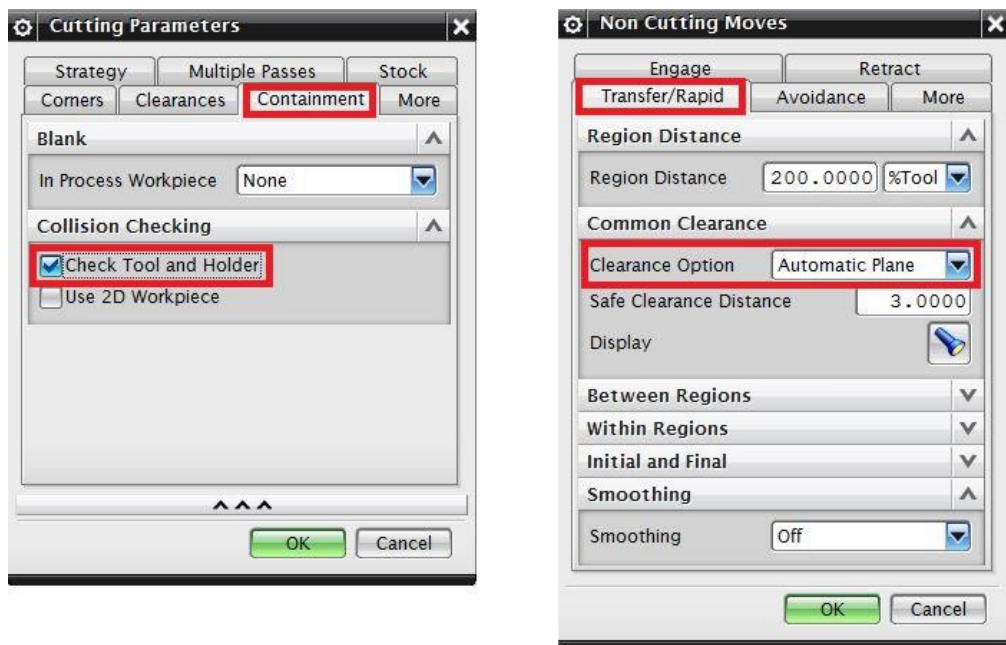 Cutting Parameters
Strategy Multiple Passes Stock
Corners Clearances Containment More
Blank
In Process Workpiece None
Collision Checking
Check Tool and Holder
Use 2D Workpiece
OK Cancel
Non Cutting Moves
Engage Retract
Transfer/Rapid Avoidance More
Region Distance
Region Distance 200.0000 %Tool
Common Clearance
Clearance Option Automatic Plane
Safe Clearance Distance 3.0000
Display
Between Regions
Within Regions
Initial and Final
Smoothing
Smoothing Off
OK Cancel